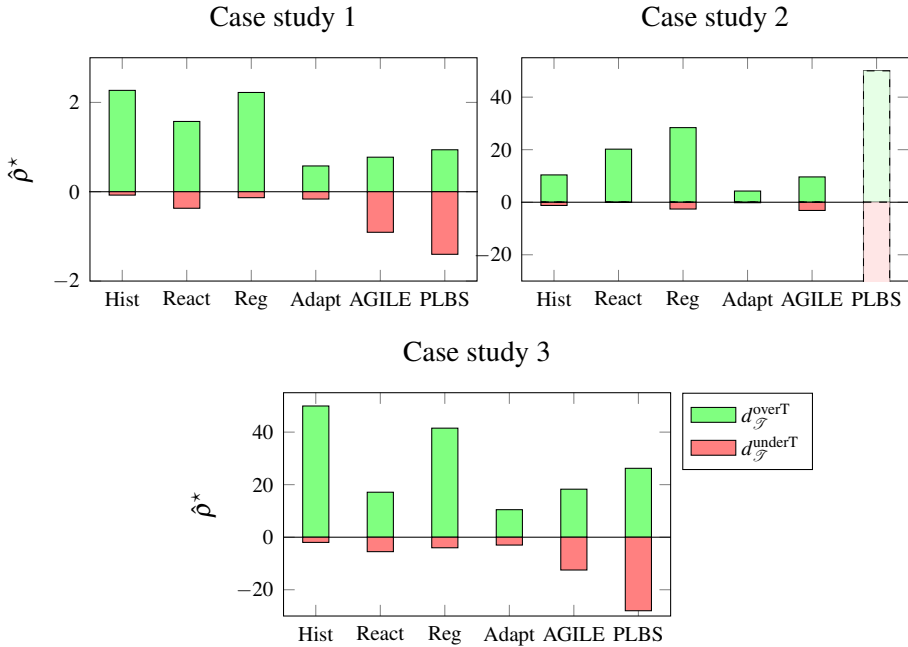 Case study 1
2
0
−2
ρ̂⋆
Hist React Reg Adapt AGILE PLBS
Case study 2
40
20
0
−20
Hist React Reg Adapt AGILE PLBS
Case study 3
40
20
0
−20
ρ̂⋆
Hist React Reg Adapt AGILE PLBS
d_𝒯^overT
d_𝒯^underT